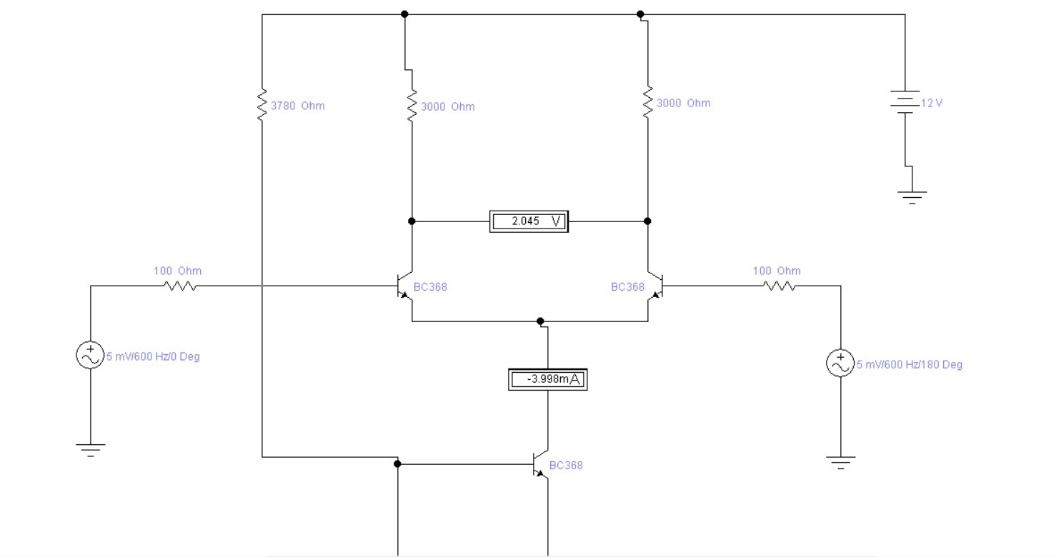 3780 Ohm
3000 Ohm
3000 Ohm
12 V
2.045 V
100 Ohm
BC368
BC368
100 Ohm
5 mV/600 Hz/0 Deg
-3.998mA
5 mV/600 Hz/180 Deg
BC368